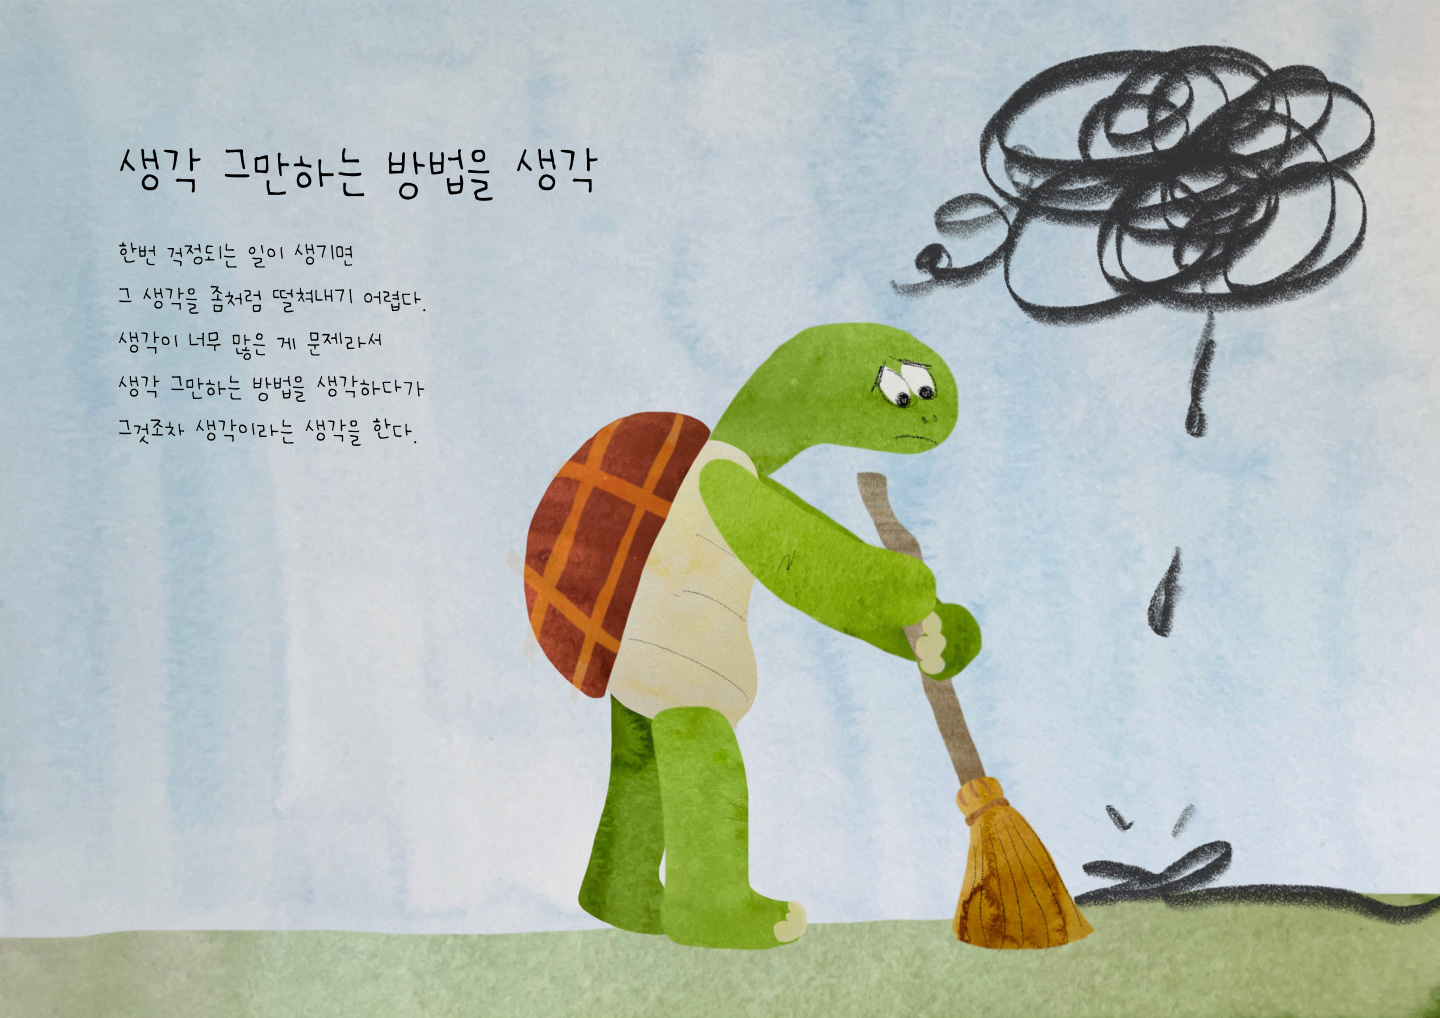 생각 그만하는 방법을 생각
한번 걱정되는 일이 생기면
그 생각을 좀처럼 떨쳐내기 어렵다.
생각이 너무 많은 게 문제라서
생각 그만하는 방법을 생각하다가
그것조차 생각이라는 생각을 한다.